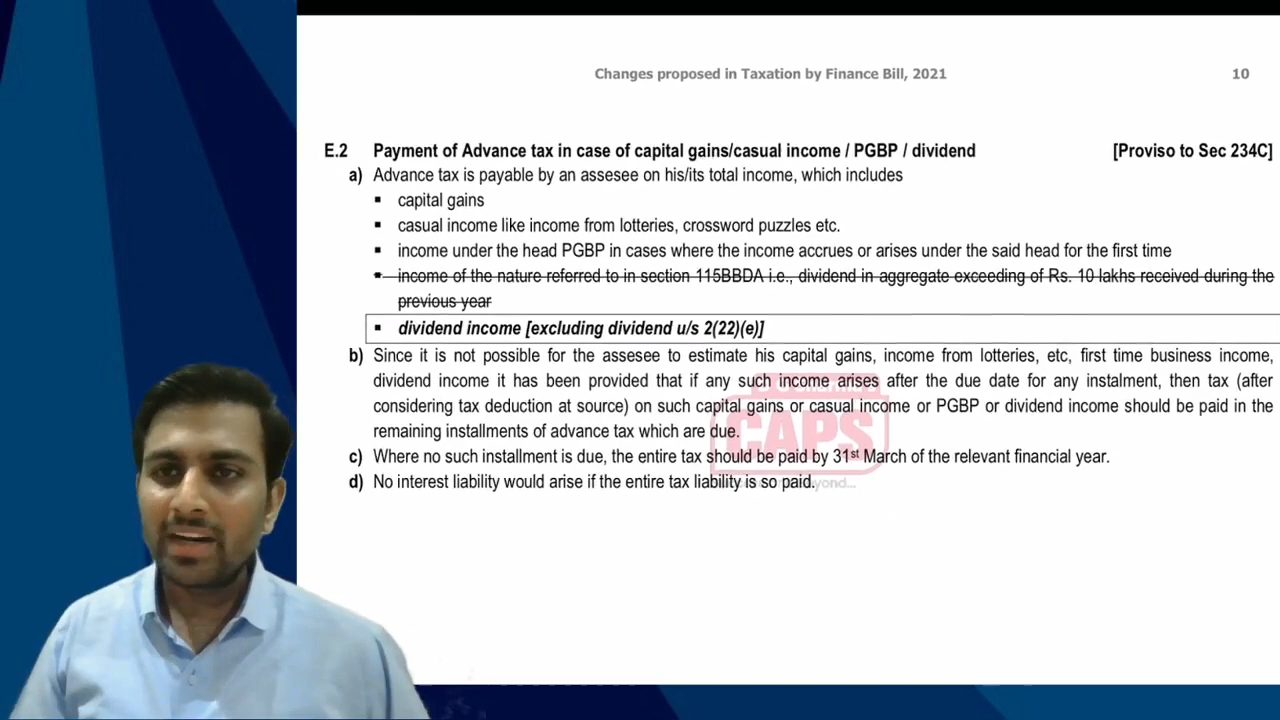 Changes proposed in Taxation by Finance Bill, 2021 10
E.2 Payment of Advance tax in case of capital gains/casual income / PGBP / dividend [Proviso to Sec 234C]
a) Advance tax is payable by an assesee on his/its total income, which includes
▪ capital gains
▪ casual income like income from lotteries, crossword puzzles etc.
▪ income under the head PGBP in cases where the income accrues or arises under the said head for the first time
▪ income of the nature referred to in section 115BBDA i.e., dividend in aggregate exceeding of Rs. 10 lakhs received during the
previous year
▪ dividend income [excluding dividend u/s 2(22)(e)]
b) Since it is not possible for the assesee to estimate his capital gains, income from lotteries, etc, first time business income,
dividend income it has been provided that if any such income arises after the due date for any instalment, then tax (after
considering tax deduction at source) on such capital gains or casual income or PGBP or dividend income should be paid in the
remaining installments of advance tax which are due.
CAPS
c) Where no such installment is due, the entire tax should be paid by 31st March of the relevant financial year.
d) No interest liability would arise if the entire tax liability is so paid.